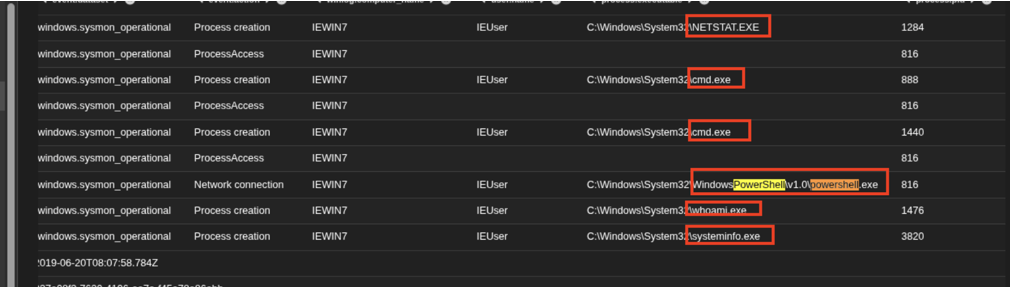 windows.sysmon_operational Process creation IEWIN7 IEUser C:\Windows\System32\NETSTAT.EXE 1284
windows.sysmon_operational ProcessAccess IEWIN7 816
windows.sysmon_operational Process creation IEWIN7 IEUser C:\Windows\System32\cmd.exe 888
windows.sysmon_operational ProcessAccess IEWIN7 816
windows.sysmon_operational Process creation IEWIN7 IEUser C:\Windows\System32\cmd.exe 1440
windows.sysmon_operational ProcessAccess IEWIN7 816
windows.sysmon_operational Network connection IEWIN7 IEUser C:\Windows\System32\WindowsPowerShell\v1.0\powershell.exe 816
windows.sysmon_operational Process creation IEWIN7 IEUser C:\Windows\System32\whoami.exe 1476
windows.sysmon_operational Process creation IEWIN7 IEUser C:\Windows\System32\systeminfo.exe 3820
2019-06-20T08:07:58.784Z